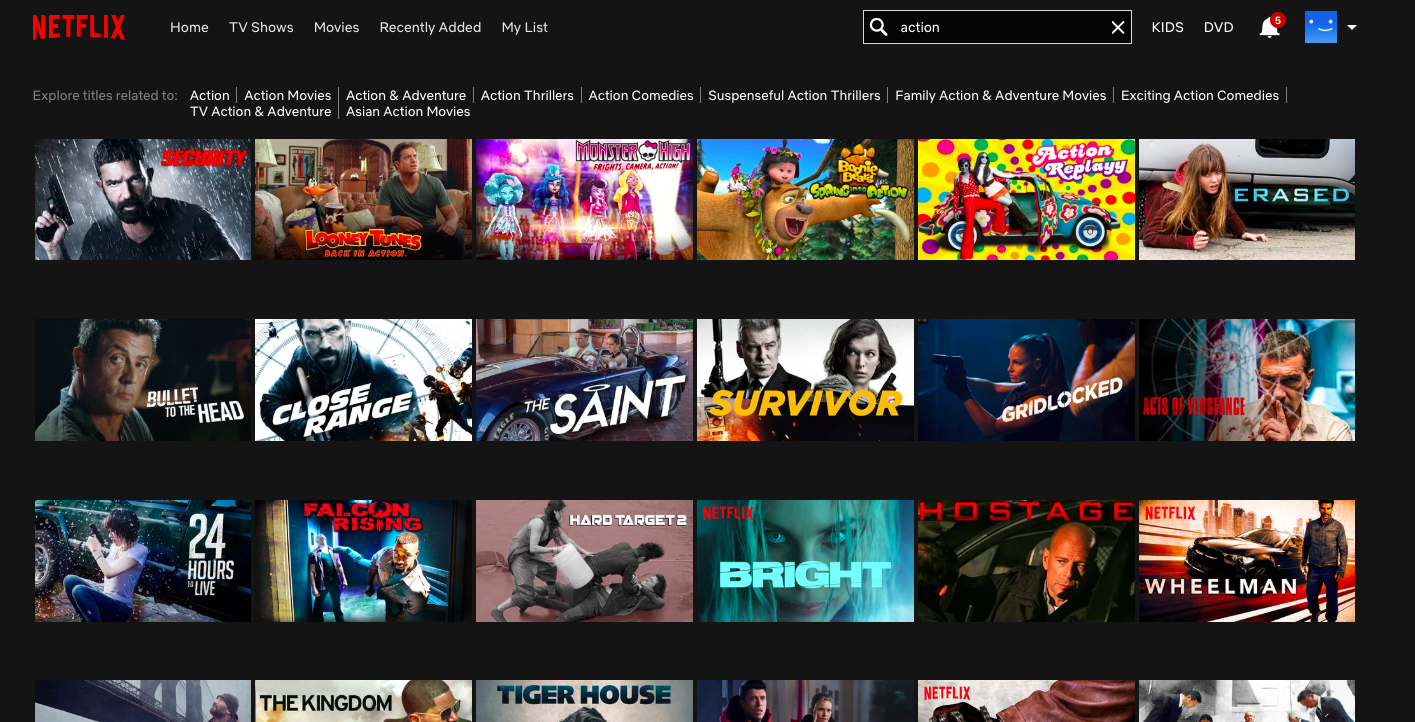 NETFLIX Home TV Shows Movies Recently Added My List action KIDS DVD 5
Explore titles related to: Action Action Movies Action & Adventure Action Thrillers Action Comedies Suspenseful Action Thrillers Family Action & Adventure Movies Exciting Action Comedies
TV Action & Adventure Asian Action Movies
SECURITY
LOONEY TUNES
BACK IN ACTION
MONSTER HIGH
FRIGHTS, CAMERA, ACTION!
Boonie Bears
SPRING INTO ACTION
Action
Replayy
ERASED
BULLET
TO THE HEAD
CLOSE
RANGE
THE SAINT
SURVIVOR
GRIDLOCKED
ACTS OF VENGEANCE
24
HOURS
TO LIVE
FALCON
RISING
HARD TARGET 2
NETFLIX
BRIGHT
HOSTAGE
NETFLIX
WHEELMAN
THE KINGDOM
TIGER HOUSE
NETFLIX